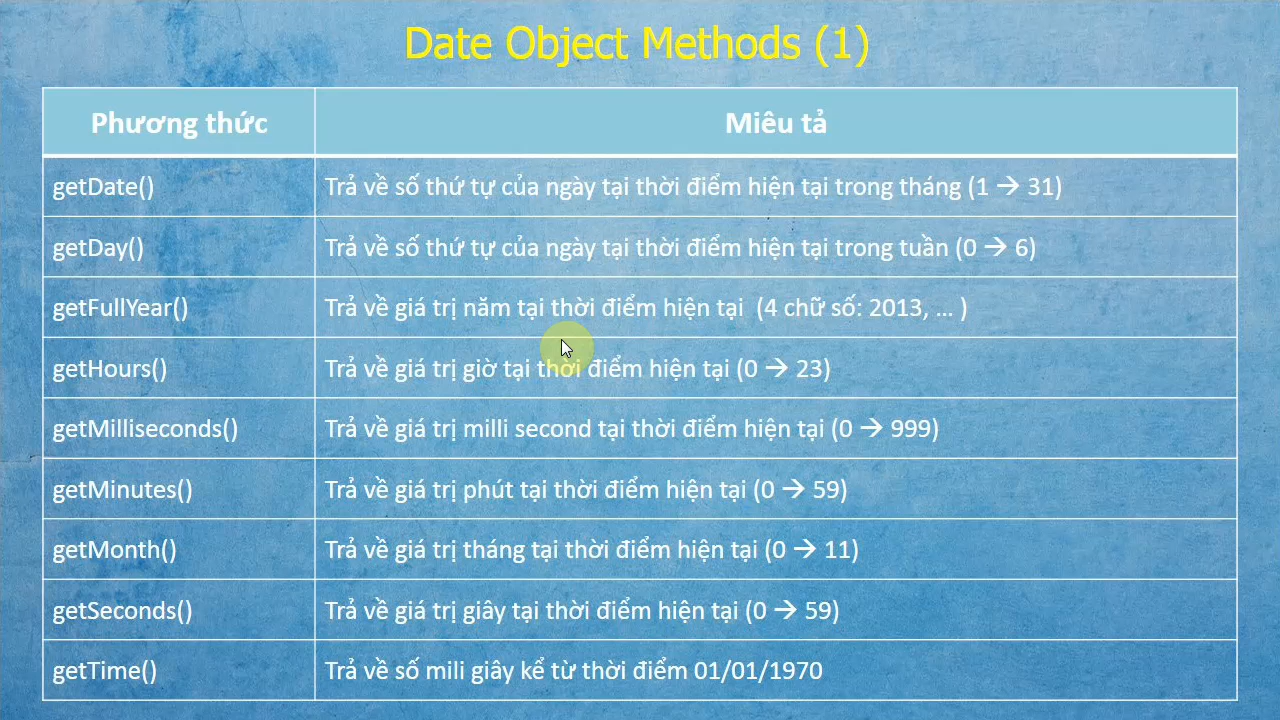 Date Object Methods (1)
Phương thức Miêu tả
getDate() Trả về số thứ tự của ngày tại thời điểm hiện tại trong tháng (1 → 31)
getDay() Trả về số thứ tự của ngày tại thời điểm hiện tại trong tuần (0 → 6)
getFullYear() Trả về giá trị năm tại thời điểm hiện tại (4 chữ số: 2013, ... )
getHours() Trả về giá trị giờ tại thời điểm hiện tại (0 → 23)
getMilliseconds() Trả về giá trị milli second tại thời điểm hiện tại (0 → 999)
getMinutes() Trả về giá trị phút tại thời điểm hiện tại (0 → 59)
getMonth() Trả về giá trị tháng tại thời điểm hiện tại (0 → 11)
getSeconds() Trả về giá trị giây tại thời điểm hiện tại (0 → 59)
getTime() Trả về số mili giây kể từ thời điểm 01/01/1970